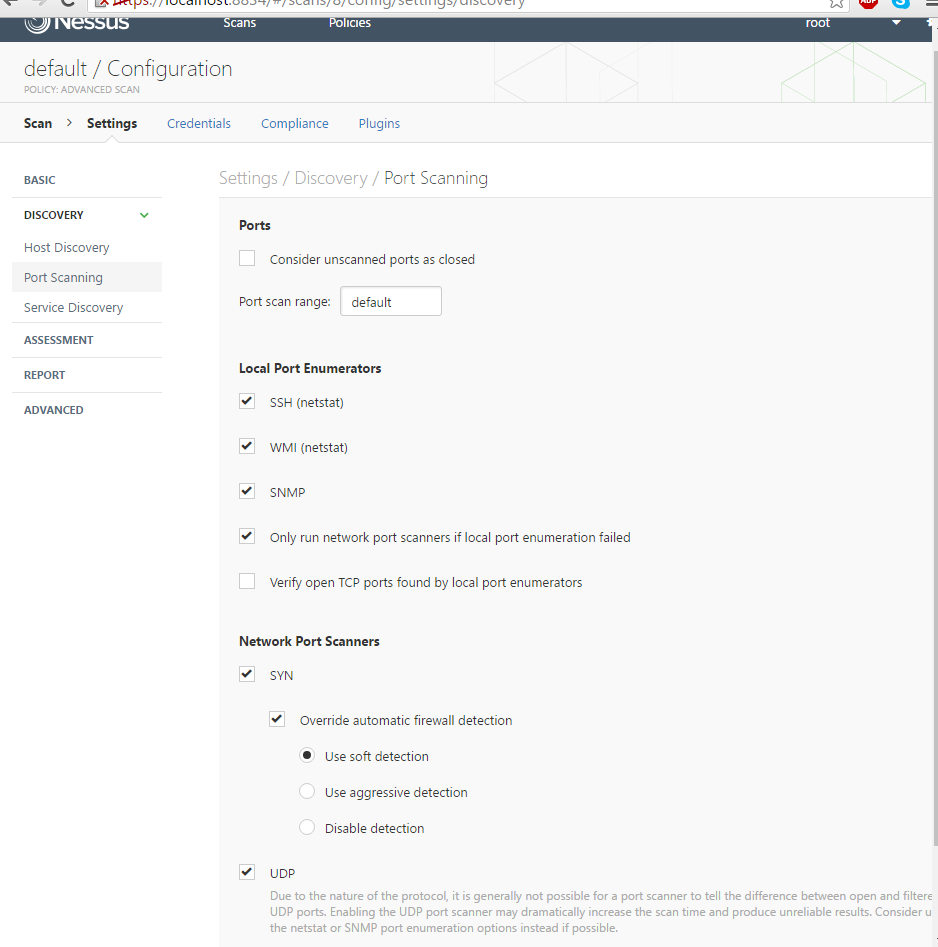 https://localhost:8834/#/scans/8/config/settings/discovery
ABP
S
Nessus Scans Policies root
default / Configuration
POLICY: ADVANCED SCAN
Scan > Settings Credentials Compliance Plugins
BASIC
DISCOVERY
Host Discovery
Port Scanning
Service Discovery
ASSESSMENT
REPORT
ADVANCED
Settings / Discovery / Port Scanning
Ports
Consider unscanned ports as closed
Port scan range: default
Local Port Enumerators
SSH (netstat)
WMI (netstat)
SNMP
Only run network port scanners if local port enumeration failed
Verify open TCP ports found by local port enumerators
Network Port Scanners
SYN
Override automatic firewall detection
Use soft detection
Use aggressive detection
Disable detection
UDP
Due to the nature of the protocol, it is generally not possible for a port scanner to tell the difference between open and filtere
UDP ports. Enabling the UDP port scanner may dramatically increase the scan time and produce unreliable results. Consider u
the netstat or SNMP port enumeration options instead if possible.